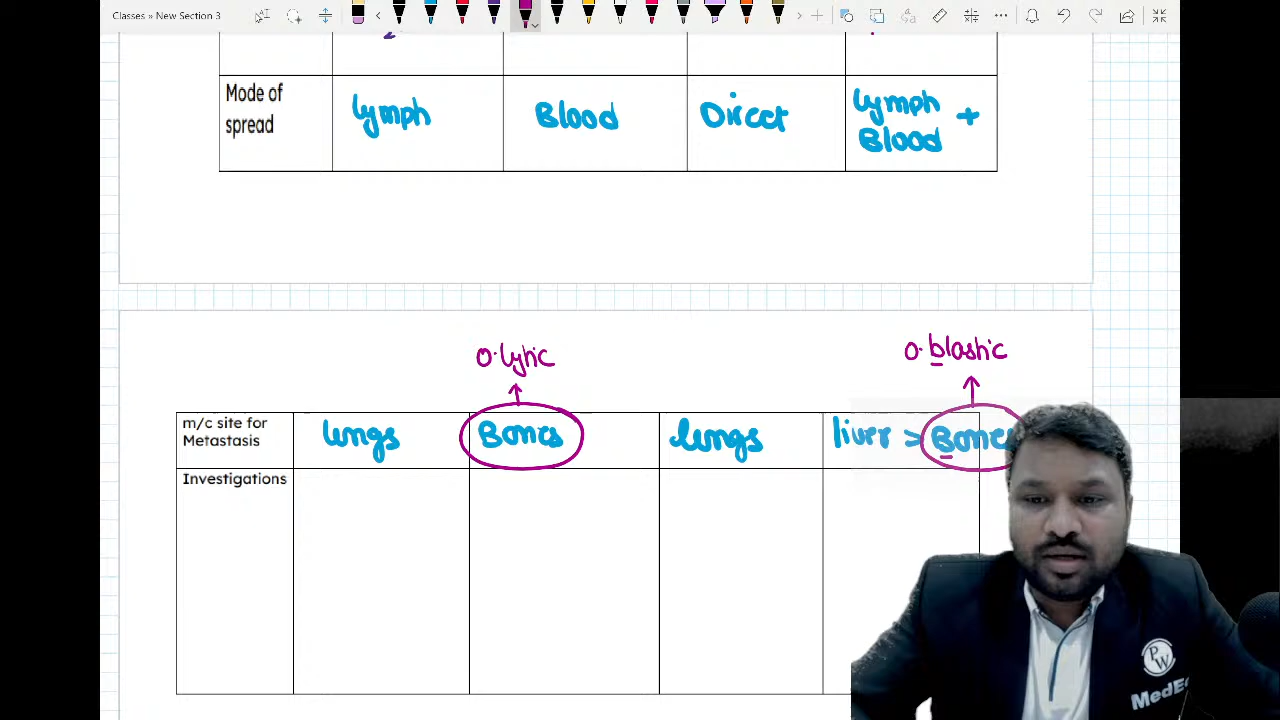 Classes » New Section 3
Mode of
spread
lymph
Blood
Direct
lymph +
Blood
O·lytic
O·blastic
m/c site for
Metastasis
lungs
Bones
lungs
liver > Bones
Investigations
PW
MedEd